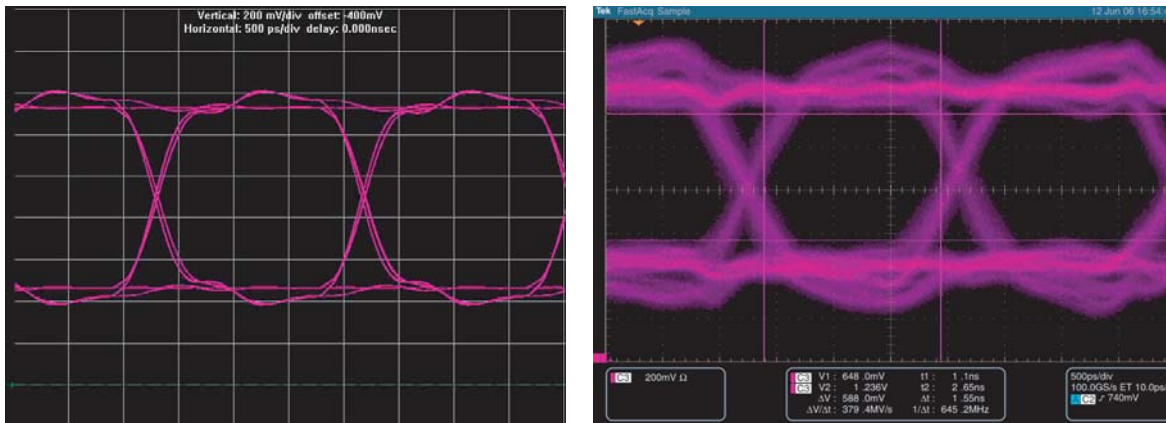 Vertical: 200 mV/div offset: -400mV
Horizontal: 500 ps/div delay: 0.000nsec
Tek FastAcq Sample
12 Jun 06 16:54:
C3 200mV Ω
C3 V1 : 648 .0mV t1 : 1 .1ns
C3 V2 : 1 .236V t2 : 2 .65ns
ΔV : 588 .0mV Δt : 1 .55ns
ΔV/Δt : 379 .4MV/s 1/Δt : 645 .2MHz
500ps/div
100.0GS/s ET 10.0ps/
A C2 740mV